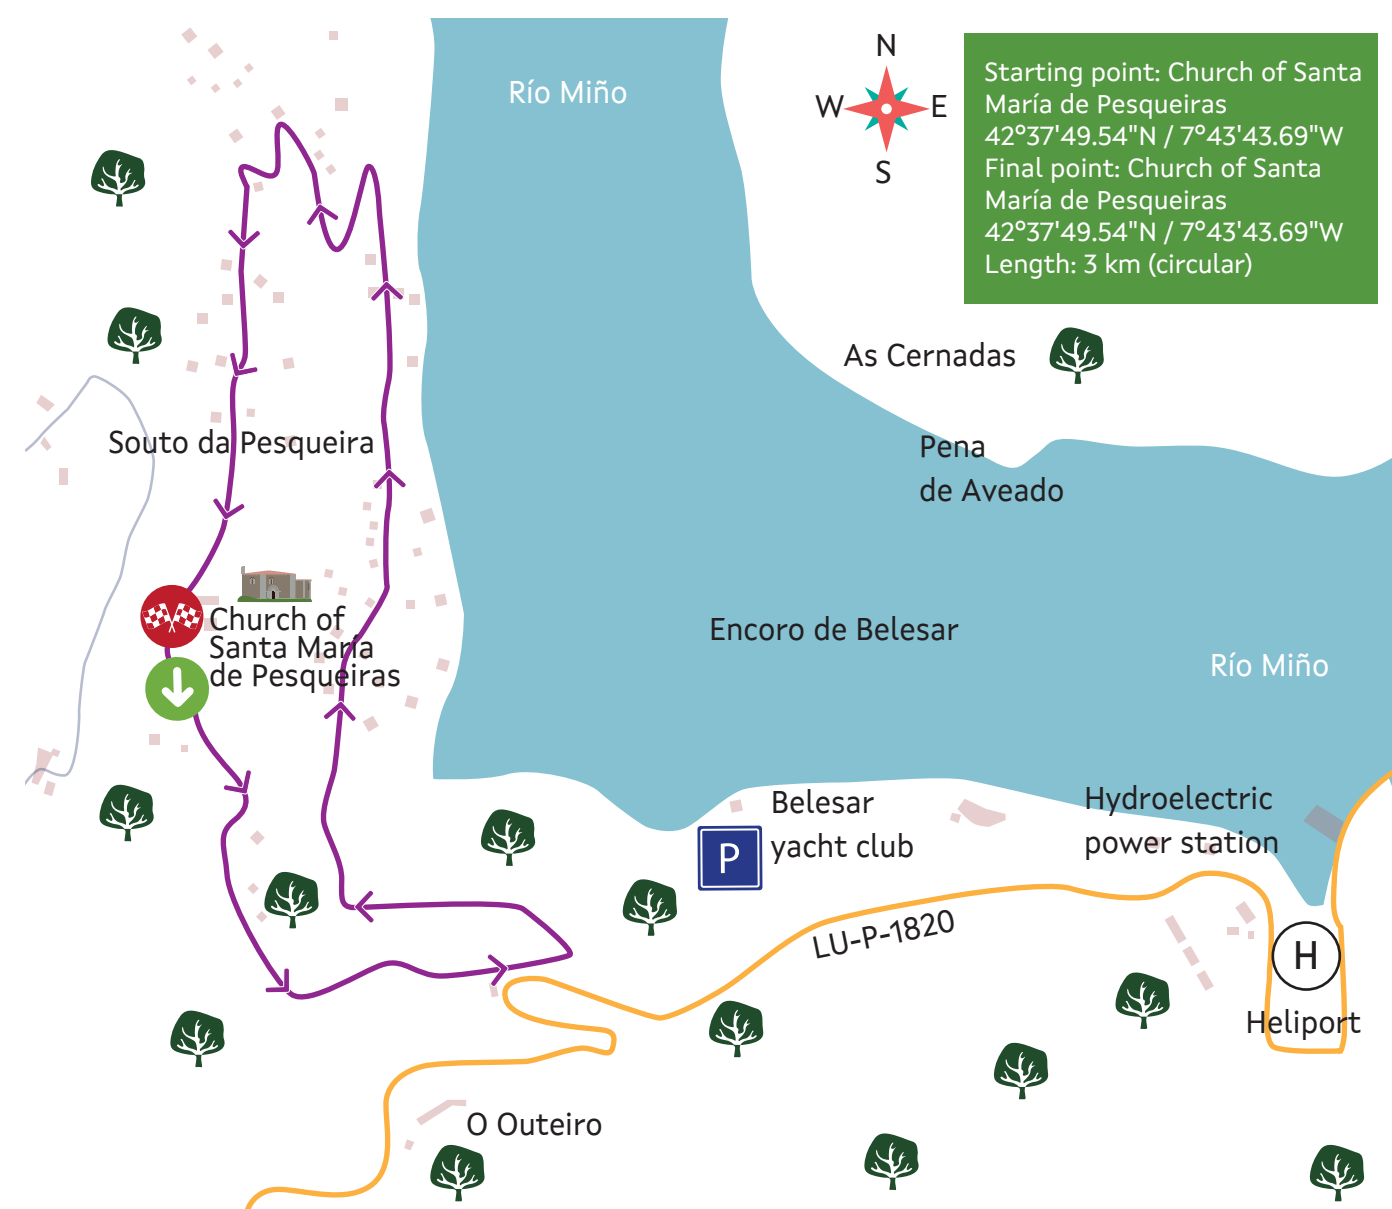 Río Miño
N
W
E
S
Starting point: Church of Santa
María de Pesqueiras
42°37'49.54"N / 7°43'43.69"W
Final point: Church of Santa
María de Pesqueiras
42°37'49.54"N / 7°43'43.69"W
Length: 3 km (circular)
As Cernadas
Souto da Pesqueira
Pena
de Aveado
Church of
Santa María
de Pesqueiras
Encoro de Belesar
Río Miño
Belesar
yacht club
P
Hydroelectric
power station
LU-P-1820
H
Heliport
O Outeiro